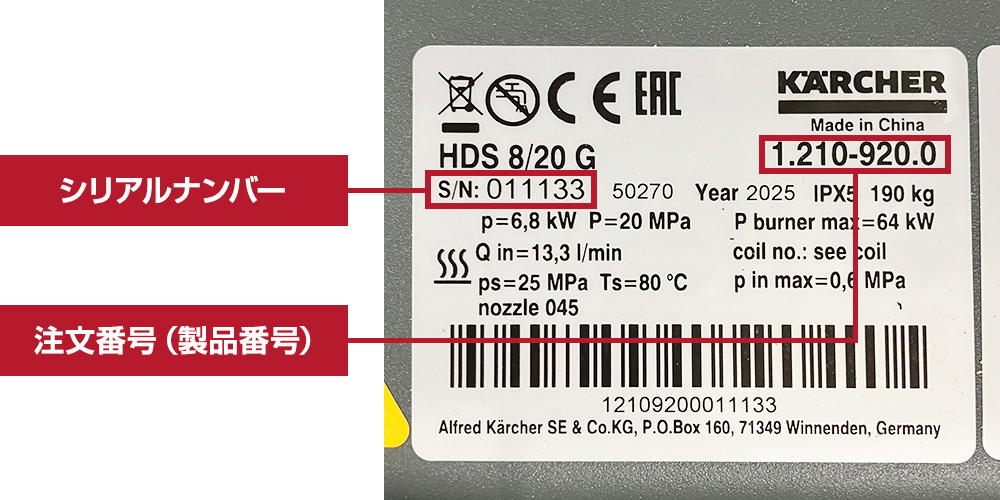 シリアルナンバー
注文番号（製品番号）
CE EAC
KÄRCHER
Made in China
HDS 8/20 G
1.210-920.0
S/N: 011133 50270 Year 2025 IPX5 190 kg
p=6,8 kW P=20 MPa P burner max=64 kW
Q in=13,3 l/min coil no.: see coil
ps=25 MPa Ts=80 °C p in max=0,6 MPa
nozzle 045
12109200011133
Alfred Kärcher SE & Co.KG, P.O.Box 160, 71349 Winnenden, Germany